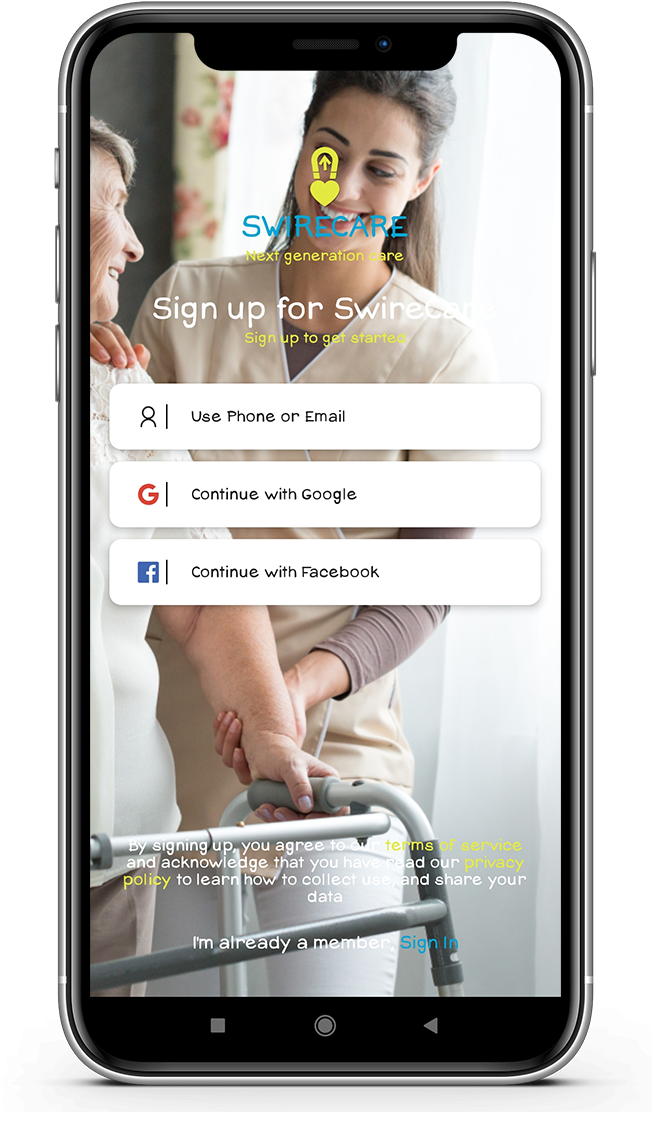 SWIRECARE
Next generation care
Sign up for SwireCare
Sign up to get started
Use Phone or Email
Continue with Google
Continue with Facebook
By signing up, you agree to our terms of service
and acknowledge that you have read our privacy
policy to learn how to collect use, and share your
data
I'm already a member, Sign In